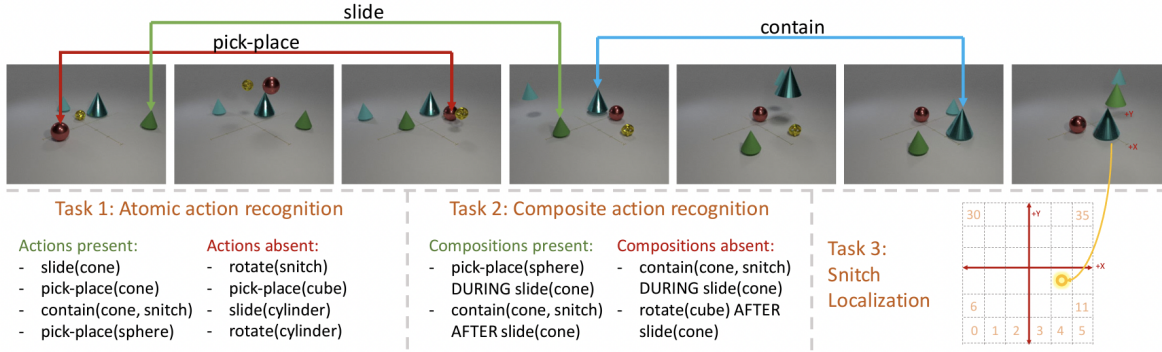 slide
pick-place
contain
+Y
+X
Task 1: Atomic action recognition
Actions present:
- slide(cone)
- pick-place(cone)
- contain(cone, snitch)
- pick-place(sphere)
Actions absent:
- rotate(snitch)
- pick-place(cube)
- slide(cylinder)
- rotate(cylinder)
Task 2: Composite action recognition
Compositions present:
- pick-place(sphere)
DURING slide(cone)
- contain(cone, snitch)
AFTER slide(cone)
Compositions absent:
- contain(cone, snitch)
DURING slide(cone)
- rotate(cube) AFTER
slide(cone)
Task 3:
Snitch
Localization
30 +Y 35
+X
6 11
0 1 2 3 4 5